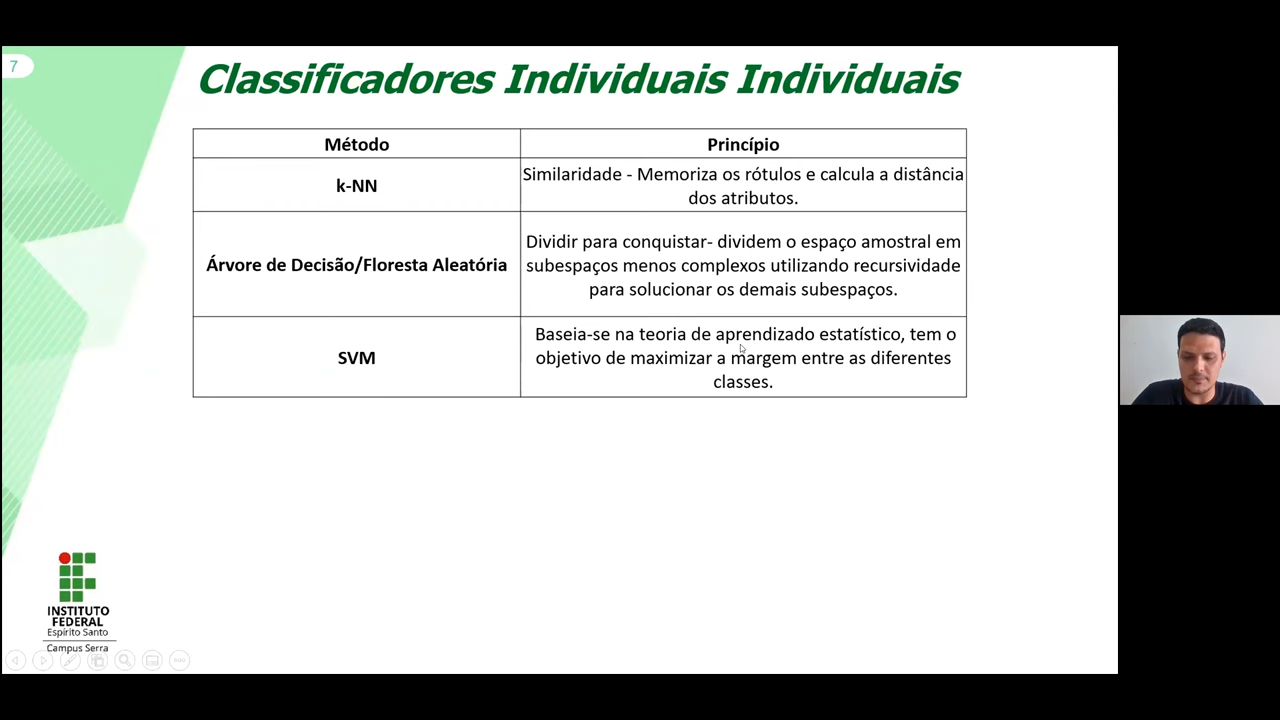 7
Classificadores Individuais Individuais
Método
Princípio
k-NN
Similaridade - Memoriza os rótulos e calcula a distância
dos atributos.
Árvore de Decisão/Floresta Aleatória
Dividir para conquistar- dividem o espaço amostral em
subespaços menos complexos utilizando recursividade
para solucionar os demais subespaços.
SVM
Baseia-se na teoria de aprendizado estatístico, tem o
objetivo de maximizar a margem entre as diferentes
classes.
INSTITUTO
FEDERAL
Espírito Santo
Campus Serra